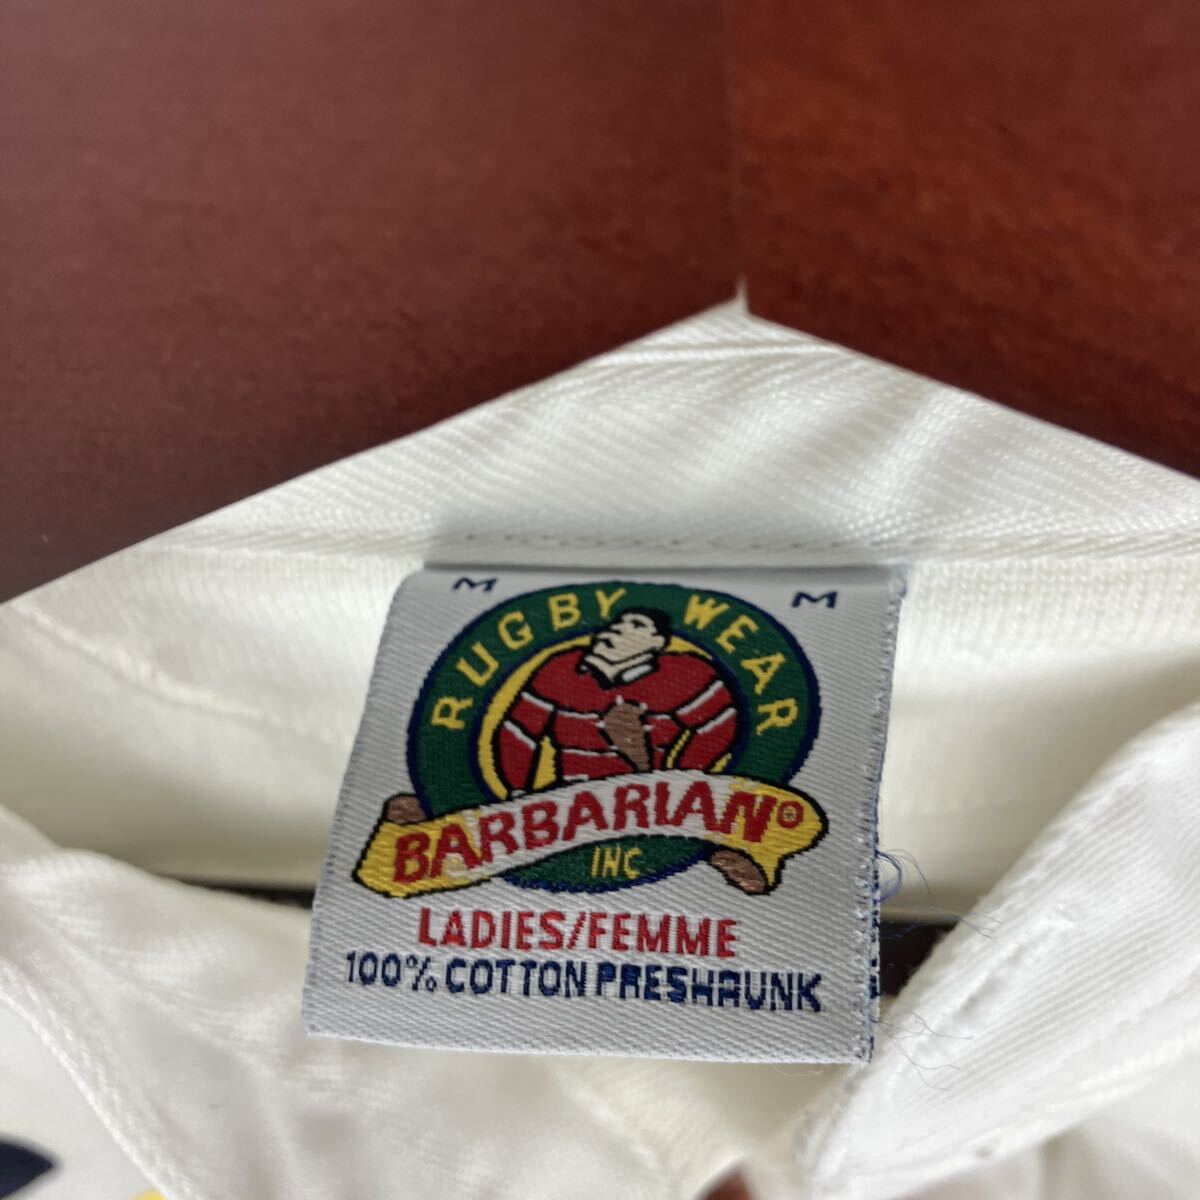 M M
RUGBY WEAR
BARBARIAN®
INC
LADIES/FEMME
100% COTTON PRESHRUNK